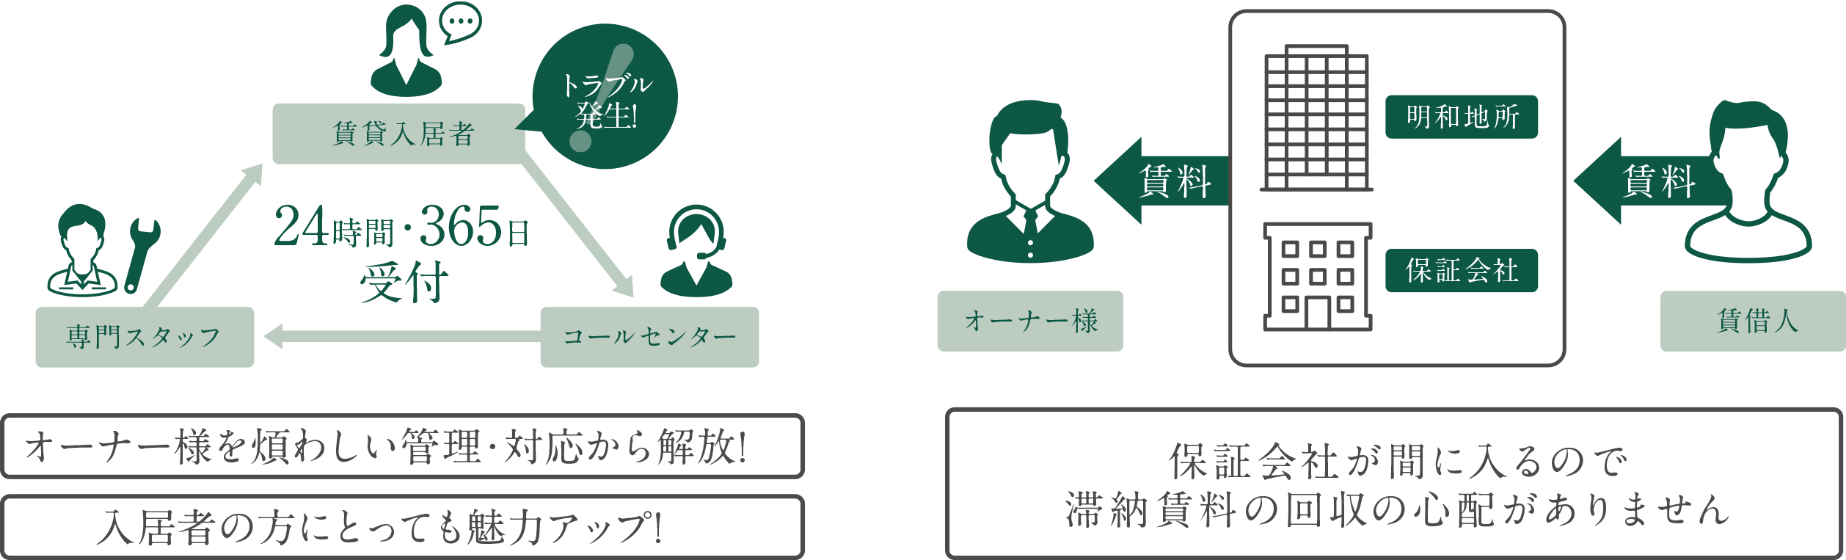 トラブル
発生!
賃貸入居者
24時間・365日
受付
専門スタッフ
コールセンター
オーナー様を煩わしい管理・対応から解放!
入居者の方にとっても魅力アップ!
明和地所
賃料
賃料
保証会社
オーナー様
賃借人
保証会社が間に入るので
滞納賃料の回収の心配がありません